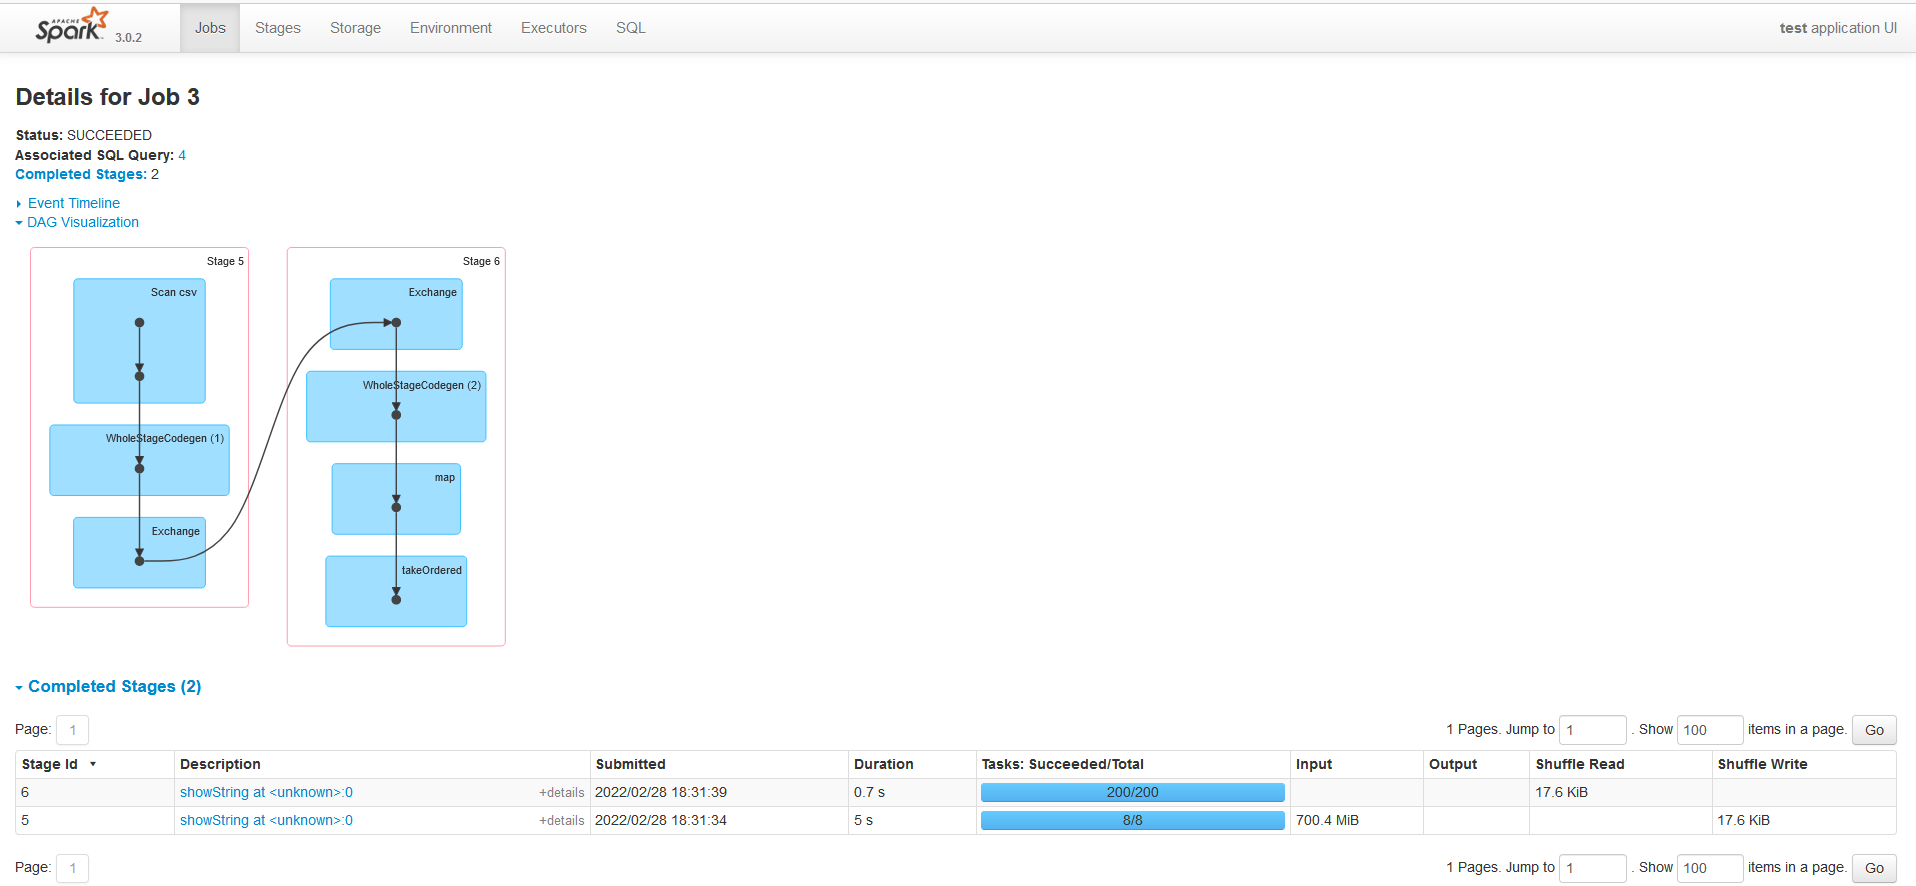 APACHE Spark 3.0.2 Jobs Stages Storage Environment Executors SQL test application UI
Details for Job 3
Status: SUCCEEDED
Associated SQL Query: 4
Completed Stages: 2
Event Timeline
DAG Visualization
Stage 5
Scan csv
WholeStageCodegen (1)
Exchange
Stage 6
Exchange
WholeStageCodegen (2)
map
takeOrdered
Completed Stages (2)
Page: 1 1 Pages. Jump to 1 . Show 100 items in a page. Go
Stage Id Description Submitted Duration Tasks: Succeeded/Total Input Output Shuffle Read Shuffle Write
6 showString at <unknown>:0 +details 2022/02/28 18:31:39 0.7 s 200/200 17.6 KiB
5 showString at <unknown>:0 +details 2022/02/28 18:31:34 5 s 8/8 700.4 MiB 17.6 KiB
Page: 1 1 Pages. Jump to 1 . Show 100 items in a page. Go